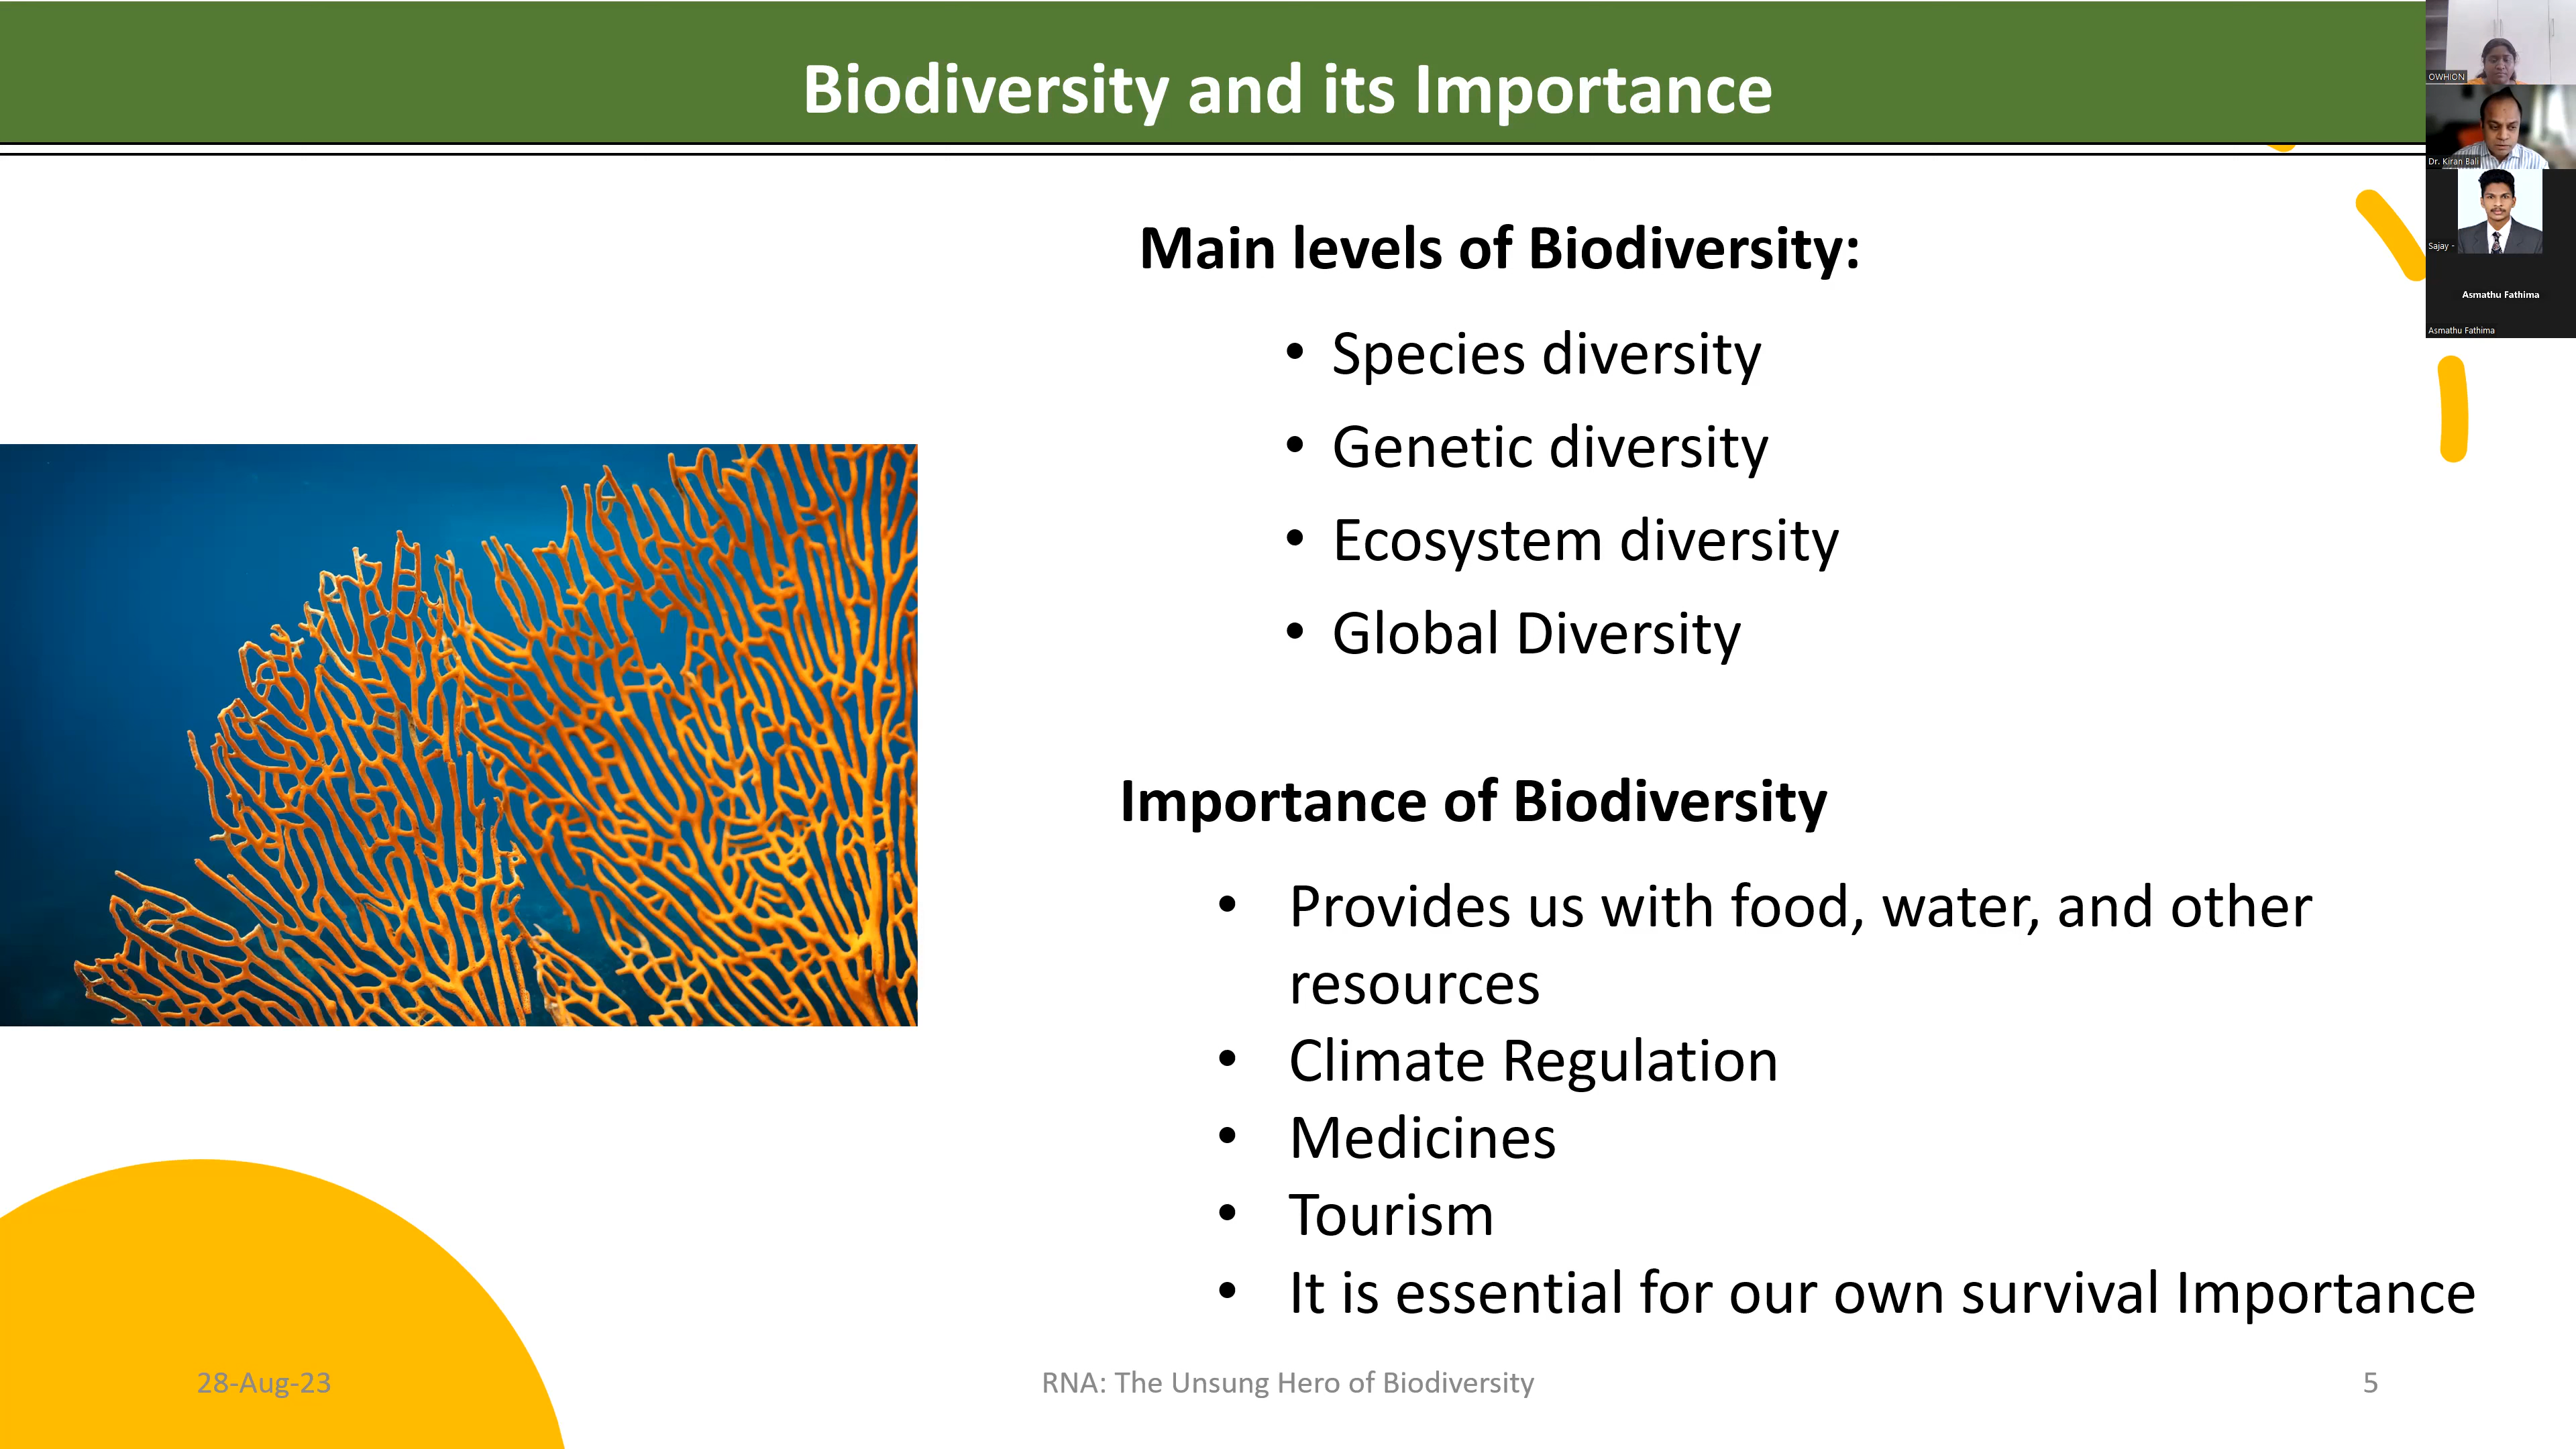 Biodiversity and its Importance
OWHION
Dr. Kiran Bali
Sajay -
Asmathu Fathima
Asmathu Fathima
Main levels of Biodiversity:
• Species diversity
• Genetic diversity
• Ecosystem diversity
• Global Diversity
Importance of Biodiversity
• Provides us with food, water, and other
resources
• Climate Regulation
• Medicines
• Tourism
• It is essential for our own survival Importance
28-Aug-23
RNA: The Unsung Hero of Biodiversity
5